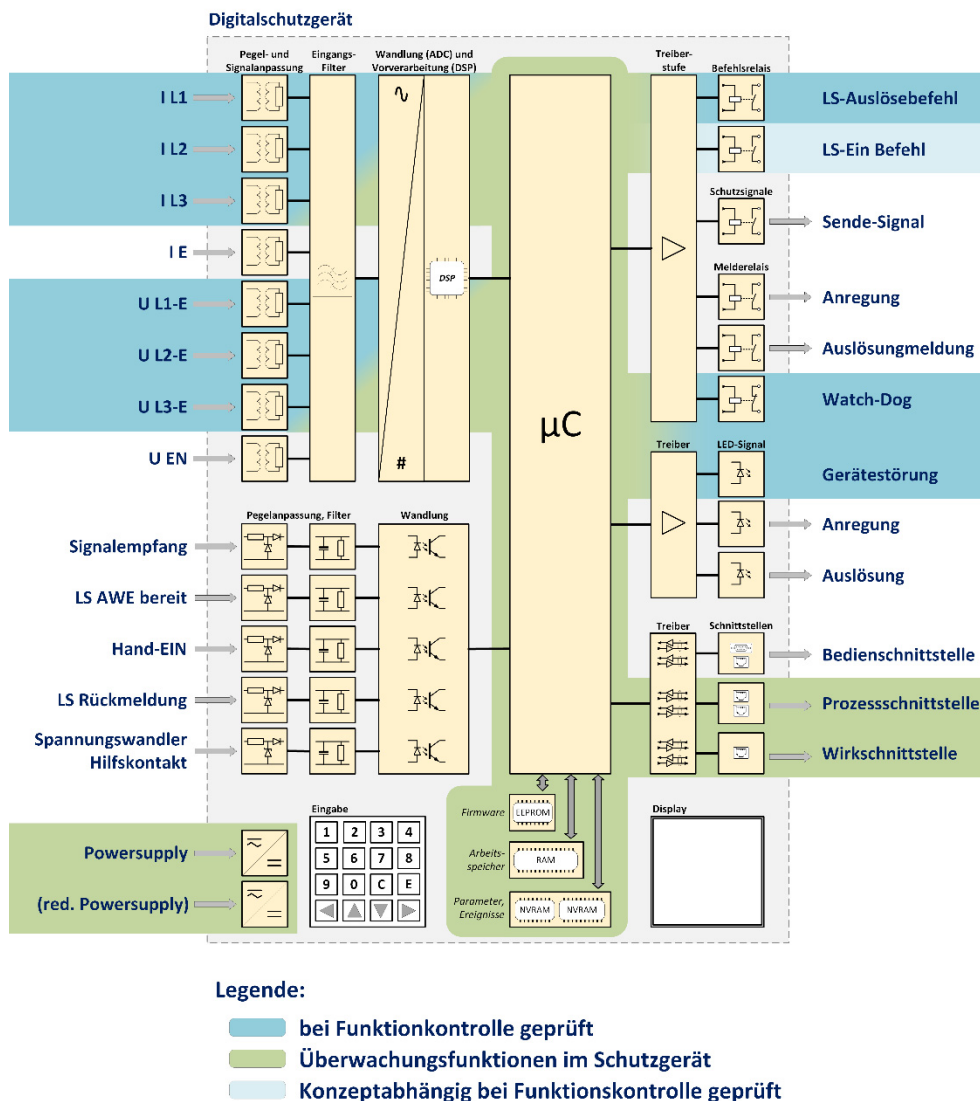 Digitalschutzgerät
Pegel- und
Signalanpassung
Eingangs-
Filter
Wandlung (ADC) und
Vorverarbeitung (DSP)
Treiber-
stufe
Befehlsrelais
I L1
LS-Auslösebefehl
I L2
LS-Ein Befehl
I L3
Schutzsignale
Sende-Signal
I E
DSP
Melderelais
U L1-E
Anregung
U L2-E
Auslösungmeldung
U L3-E
Watch-Dog
µC
#
U EN
Treiber
LED-Signal
Gerätestörung
Pegelanpassung, Filter
Wandlung
Anregung
Signalempfang
Auslösung
LS AWE bereit
Treiber
Schnittstellen
Hand-EIN
Bedienschnittstelle
LS Rückmeldung
Prozessschnittstelle
Spannungswandler
Hilfskontakt
Wirkschnittstelle
Eingabe
Firmware
EEPROM
Display
1 2 3 4
Powersupply
5 6 7 8
Arbeits-
speicher
RAM
9 0 C E
(red. Powersupply)
Parameter,
Ereignisse
NVRAM NVRAM
Legende:
bei Funktionkontrolle geprüft
Überwachungsfunktionen im Schutzgerät
Konzeptabhängig bei Funktionskontrolle geprüft